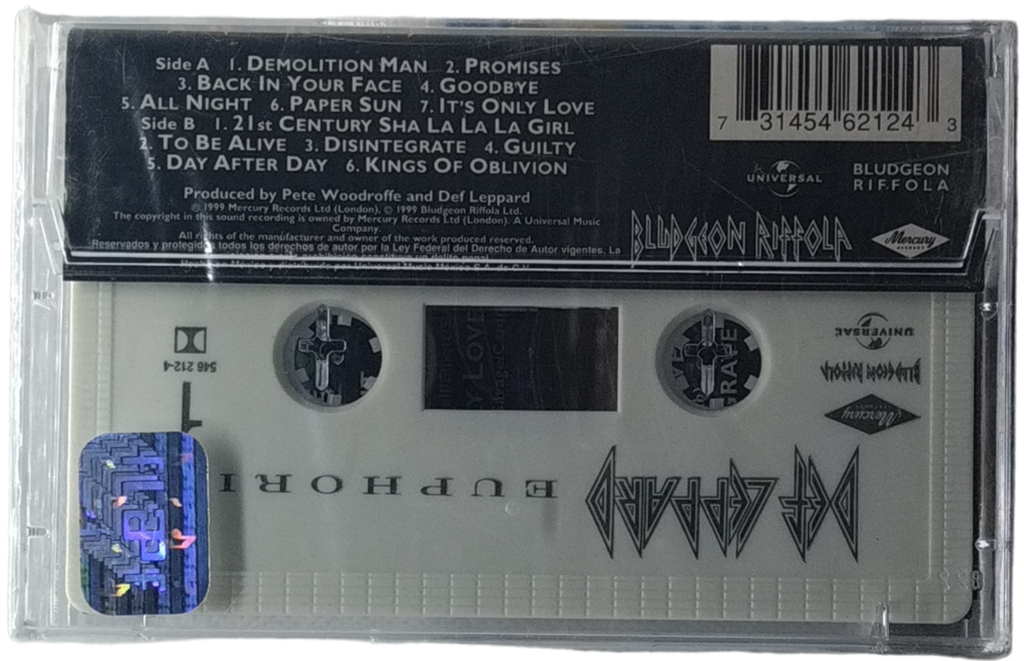 Side A 1. DEMOLITION MAN 2. PROMISES
3. BACK IN YOUR FACE 4. GOODBYE
5. ALL NIGHT 6. PAPER SUN 7. IT'S ONLY LOVE
Side B 1. 21st CENTURY SHA LA LA LA GIRL
2. TO BE ALIVE 3. DISINTEGRATE 4. GUILTY
5. DAY AFTER DAY 6. KINGS OF OBLIVION
Produced by Pete Woodroffe and Def Leppard
℗ 1999 Mercury Records Ltd (London). © 1999 Bludgeon Riffola Ltd.
The copyright in this sound recording is owned by Mercury Records Ltd (London). A Universal Music
Company.
All rights of the manufacturer and owner of the work produced reserved.
Reservados y protegidos todos los derechos de autor por la Ley Federal del Derecho de Autor vigentes. La
7 31454 62124 3
UNIVERSAL
BLUDGEON
RIFFOLA
BLUDGEON RIFFOLA
Mercury
RECORDS
UNIVERSAL
BLUDGEON RIFFOLA
Mercury
546 212-4
1
Y LOVE
GRAPE
DEF LEPPARD
EUPHORI